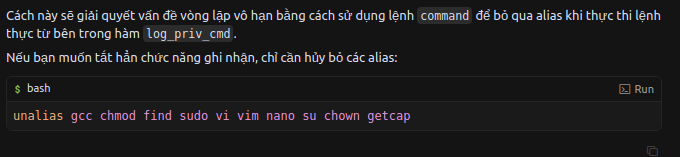 Cách này sẽ giải quyết vấn đề vòng lặp vô hạn bằng cách sử dụng lệnh command để bỏ qua alias khi thực thi lệnh
thực từ bên trong hàm log_priv_cmd.
Nếu bạn muốn tắt hẳn chức năng ghi nhận, chỉ cần hủy bỏ các alias:
$ bash Run
unalias gcc chmod find sudo vi vim nano su chown getcap